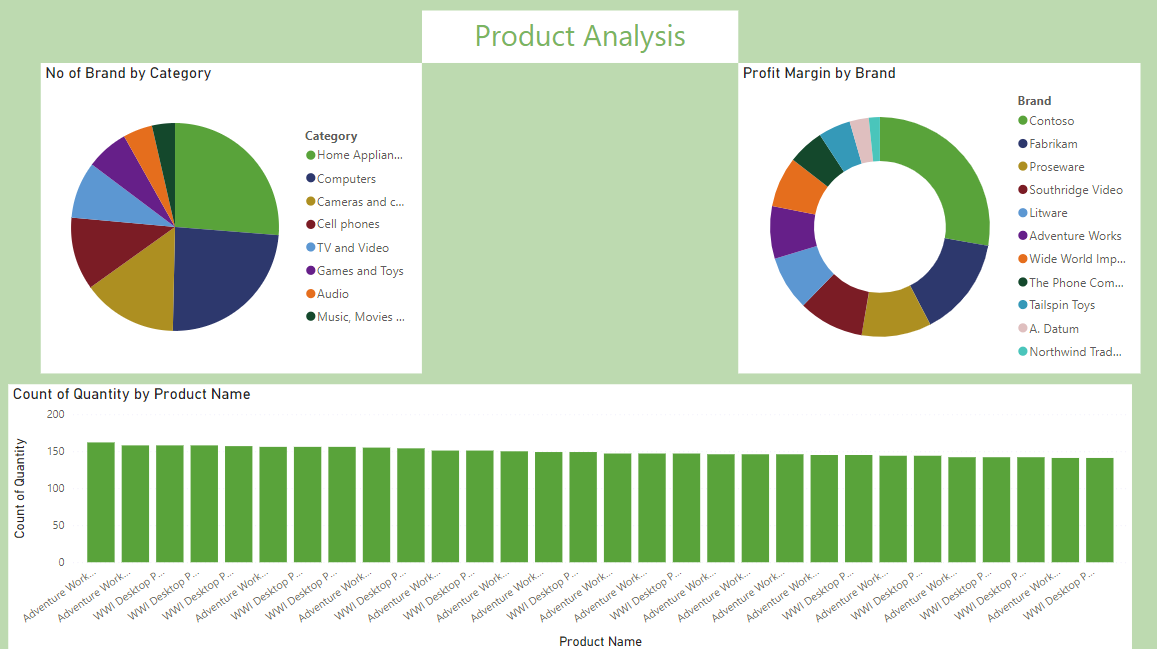 Product Analysis
No of Brand by Category
Category
Home Applian...
Computers
Cameras and c...
Cell phones
TV and Video
Games and Toys
Audio
Music, Movies ...
Profit Margin by Brand
Brand
Contoso
Fabrikam
Proseware
Southridge Video
Litware
Adventure Works
Wide World Imp...
The Phone Com...
Tailspin Toys
A. Datum
Northwind Trad...
Count of Quantity by Product Name
Count of Quantity
200
150
100
50
0
Adventure Work...
Adventure Work...
WWI Desktop P...
WWI Desktop P...
WWI Desktop P...
Adventure Work...
WWI Desktop P...
WWI Desktop P...
Adventure Work...
WWI Desktop P...
Adventure Work...
WWI Desktop P...
Adventure Work...
Adventure Work...
WWI Desktop P...
Adventure Work...
Adventure Work...
WWI Desktop P...
Adventure Work...
Adventure Work...
Adventure Work...
Adventure Work...
WWI Desktop P...
Adventure Work...
WWI Desktop P...
Adventure Work...
WWI Desktop P...
WWI Desktop P...
Adventure Work...
WWI Desktop P...
Product Name